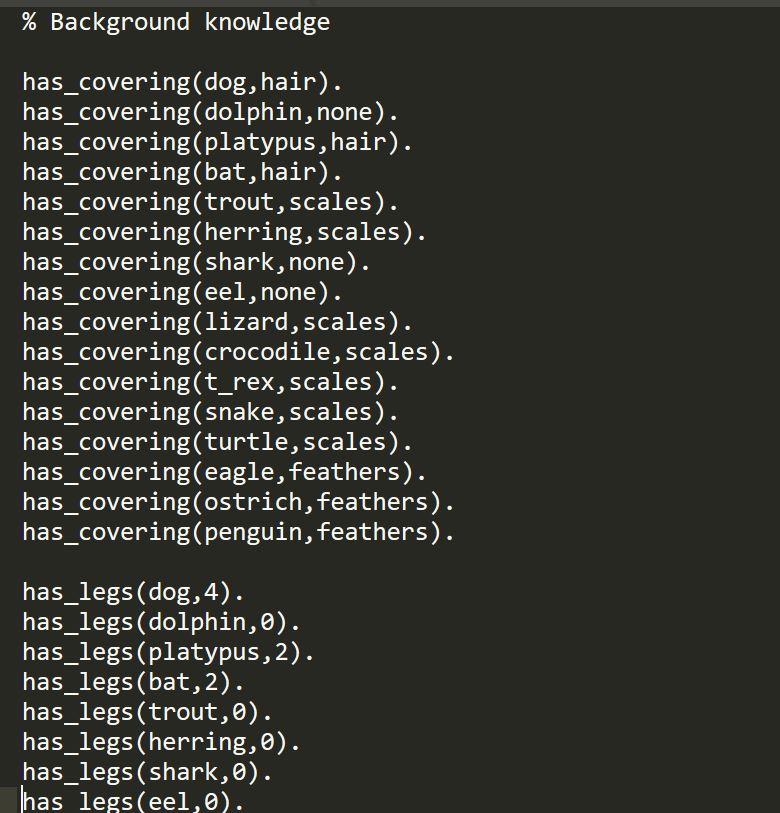 % Background knowledge
has_covering(dog,hair).
has_covering(dolphin,none).
has_covering(platypus,hair).
has_covering(bat,hair).
has_covering(trout,scales).
has_covering(herring,scales).
has_covering(shark,none).
has_covering(eel,none).
has_covering(lizard,scales).
has_covering(crocodile,scales).
has_covering(t_rex,scales).
has_covering(snake,scales).
has_covering(turtle,scales).
has_covering(eagle,feathers).
has_covering(ostrich,feathers).
has_covering(penguin,feathers).
has_legs(dog,4).
has_legs(dolphin,0).
has_legs(platypus,2).
has_legs(bat,2).
has_legs(trout,0).
has_legs(herring,0).
has_legs(shark,0).
has_legs(eel,0).